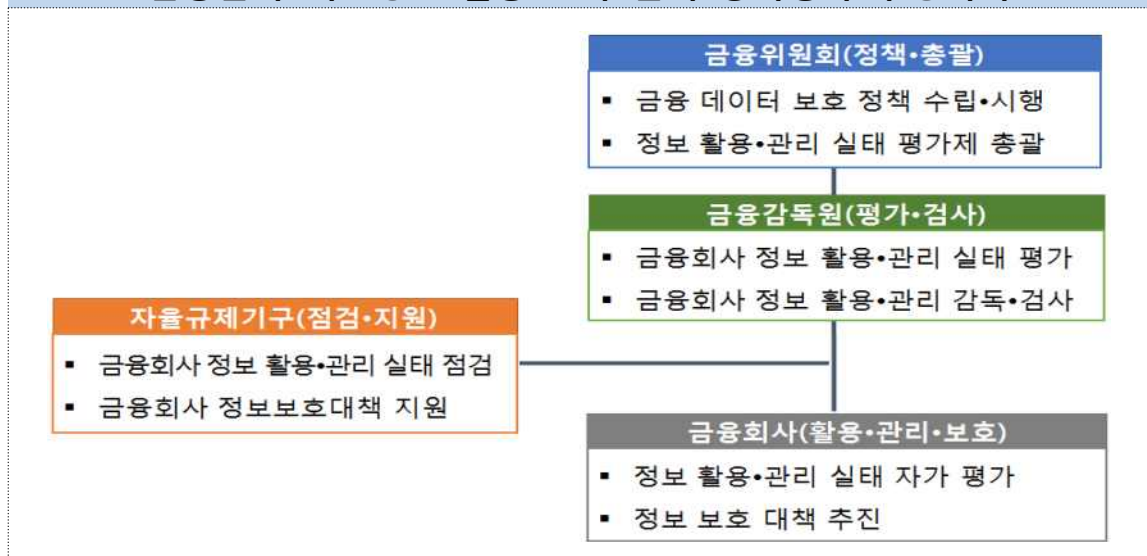 금융위원회(정책•총괄)
▪ 금융 데이터 보호 정책 수립•시행
▪ 정보 활용•관리 실태 평가제 총괄
금융감독원(평가•검사)
▪ 금융회사 정보 활용•관리 실태 평가
▪ 금융회사 정보 활용•관리 감독•검사
자율규제기구(점검•지원)
▪ 금융회사 정보 활용•관리 실태 점검
▪ 금융회사 정보보호대책 지원
금융회사(활용•관리•보호)
▪ 정보 활용•관리 실태 자가 평가
▪ 정보 보호 대책 추진